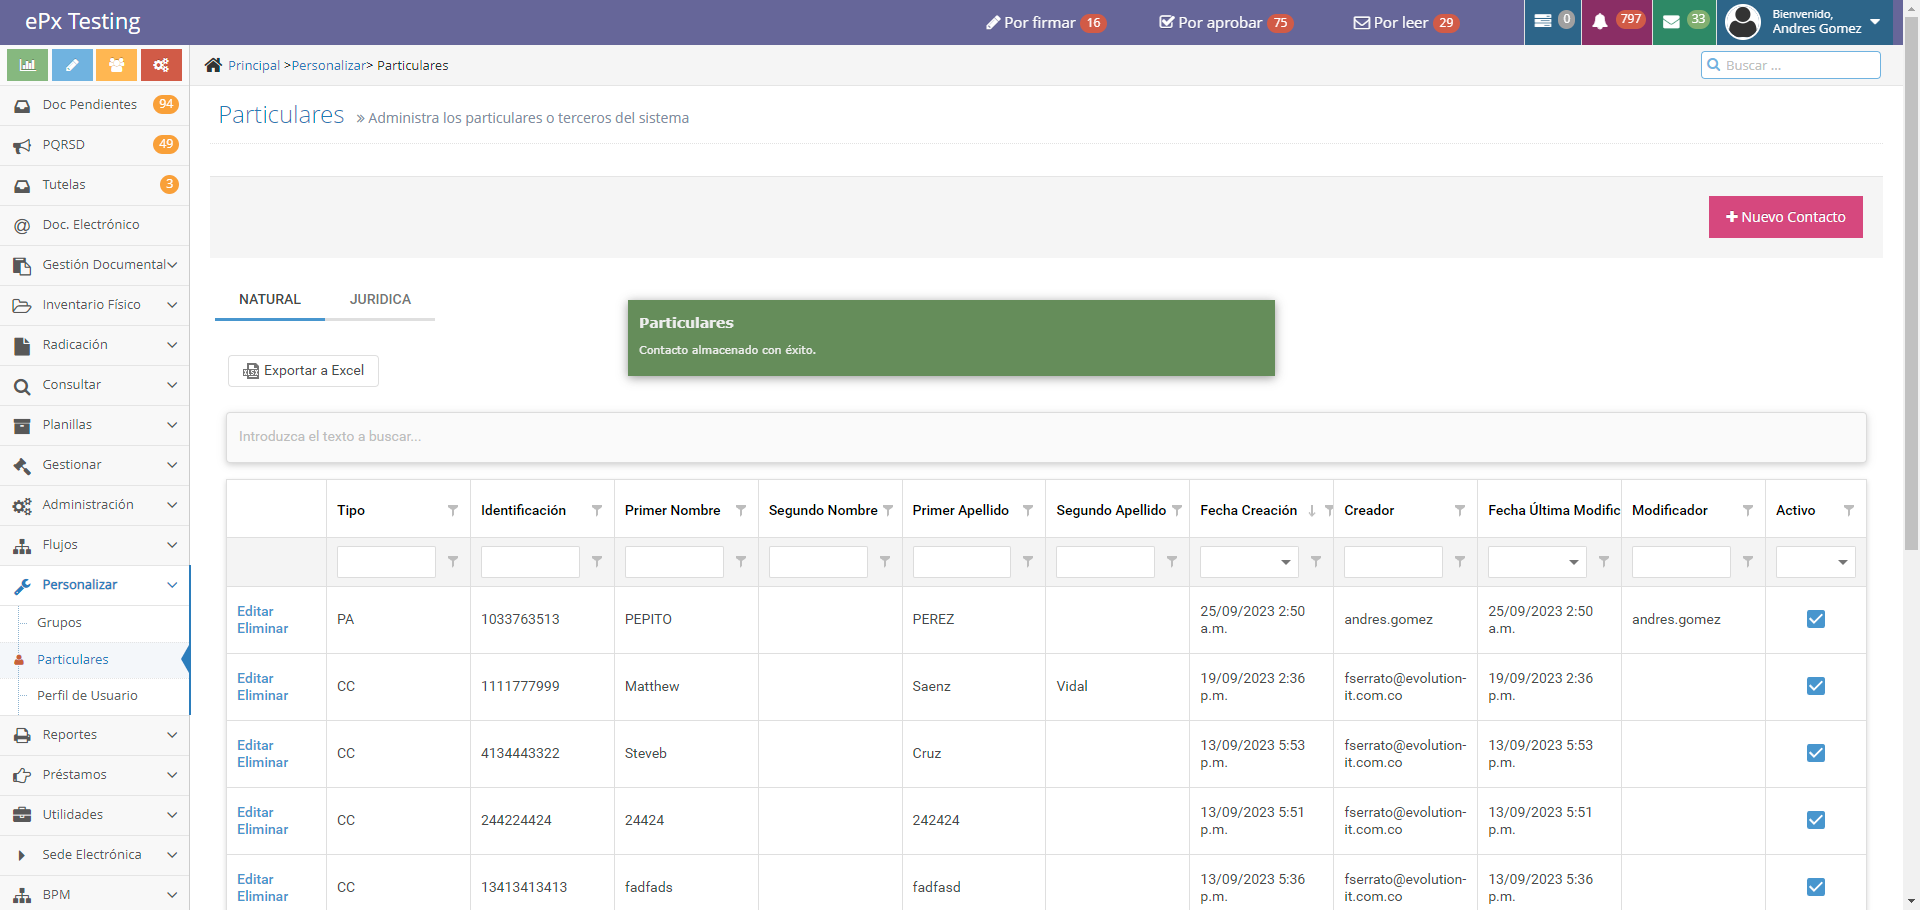 ePx Testing
Por firmar 16
Por aprobar 75
Por leer 29
0
797
33
Bienvenido,
Andres Gomez
Principal >Personalizar> Particulares
Buscar ...
Doc Pendientes 94
PQRSD 49
Tutelas 3
@ Doc. Electrónico
Gestión Documental
Inventario Físico
Radicación
Consultar
Planillas
Gestionar
Administración
Flujos
Personalizar
Grupos
Particulares
Perfil de Usuario
Reportes
Préstamos
Utilidades
Sede Electrónica
BPM
Particulares » Administra los particulares o terceros del sistema
+ Nuevo Contacto
NATURAL JURIDICA
Particulares
Contacto almacenado con éxito.
Exportar a Excel
Introduzca el texto a buscar...
Tipo Identificación Primer Nombre Segundo Nombre Primer Apellido Segundo Apellido Fecha Creación Creador Fecha Última Modific Modificador Activo
Editar
Eliminar
PA 1033763513 PEPITO PEREZ 25/09/2023 2:50
a.m.
andres.gomez 25/09/2023 2:50
a.m.
andres.gomez
Editar
Eliminar
CC 1111777999 Matthew Saenz Vidal 19/09/2023 2:36
p.m.
fserrato@evolution-
it.com.co
19/09/2023 2:36
p.m.
Editar
Eliminar
CC 4134443322 Steveb Cruz 13/09/2023 5:53
p.m.
fserrato@evolution-
it.com.co
13/09/2023 5:53
p.m.
Editar
Eliminar
CC 244224424 24424 242424 13/09/2023 5:51
p.m.
fserrato@evolution-
it.com.co
13/09/2023 5:51
p.m.
Editar
Eliminar
CC 13413413413 fadfads fadfasd 13/09/2023 5:36
p.m.
fserrato@evolution-
it.com.co
13/09/2023 5:36
p.m.